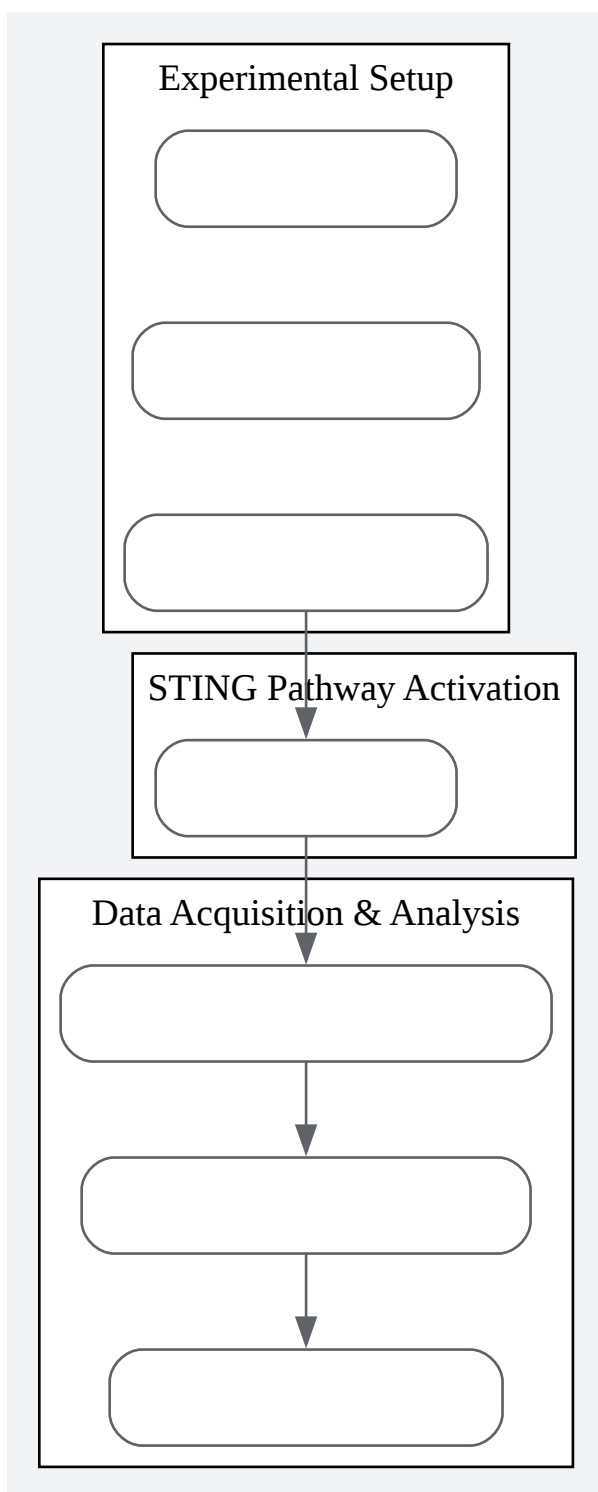 Experimental Setup
STING Pathway Activation
Data Acquisition & Analysis